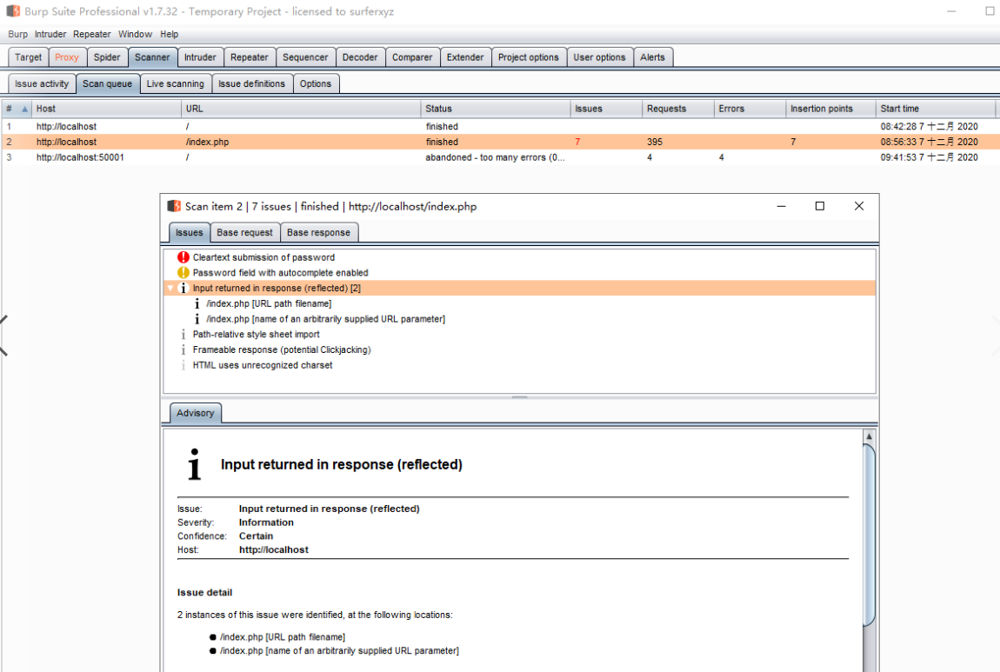 Burp Suite Professional v1.7.32 - Temporary Project - licensed to surferxyz
Burp Intruder Repeater Window Help
Target Proxy Spider Scanner Intruder Repeater Sequencer Decoder Comparer Extender Project options User options Alerts
Issue activity Scan queue Live scanning Issue definitions Options
# Host URL Status Issues Requests Errors Insertion points Start time
1 http://localhost / finished 08:42:28 7 十二月 2020
2 http://localhost /index.php finished 7 395 7 08:56:33 7 十二月 2020
3 http://localhost:50001 / abandoned - too many errors (0... 4 4 09:41:53 7 十二月 2020
Scan item 2 | 7 issues | finished | http://localhost/index.php
Issues Base request Base response
Cleartext submission of password
Password field with autocomplete enabled
Input returned in response (reflected) [2]
/index.php [URL path filename]
/index.php [name of an arbitrarily supplied URL parameter]
Path-relative style sheet import
Frameable response (potential Clickjacking)
HTML uses unrecognized charset
Advisory
Input returned in response (reflected)
Issue: Input returned in response (reflected)
Severity: Information
Confidence: Certain
Host: http://localhost
Issue detail
2 instances of this issue were identified, at the following locations:
/index.php [URL path filename]
/index.php [name of an arbitrarily supplied URL parameter]